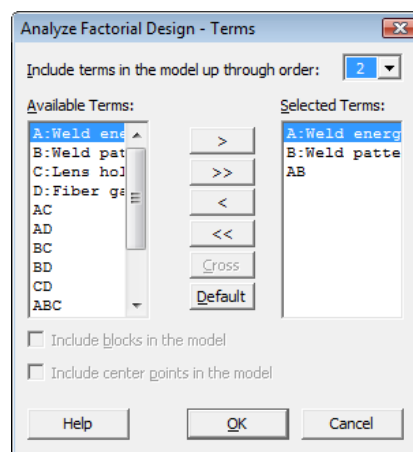 Analyze Factorial Design - Terms
Include terms in the model up through order: 2
Available Terms:
Selected Terms:
A:Weld ene
B:Weld pat
C:Lens hol
D:Fiber ga
AC
AD
BC
BD
CD
ABC
>
>>
<
<<
Cross
Default
A:Weld energ
B:Weld patte
AB
Include blocks in the model
Include center points in the model
Help
OK
Cancel